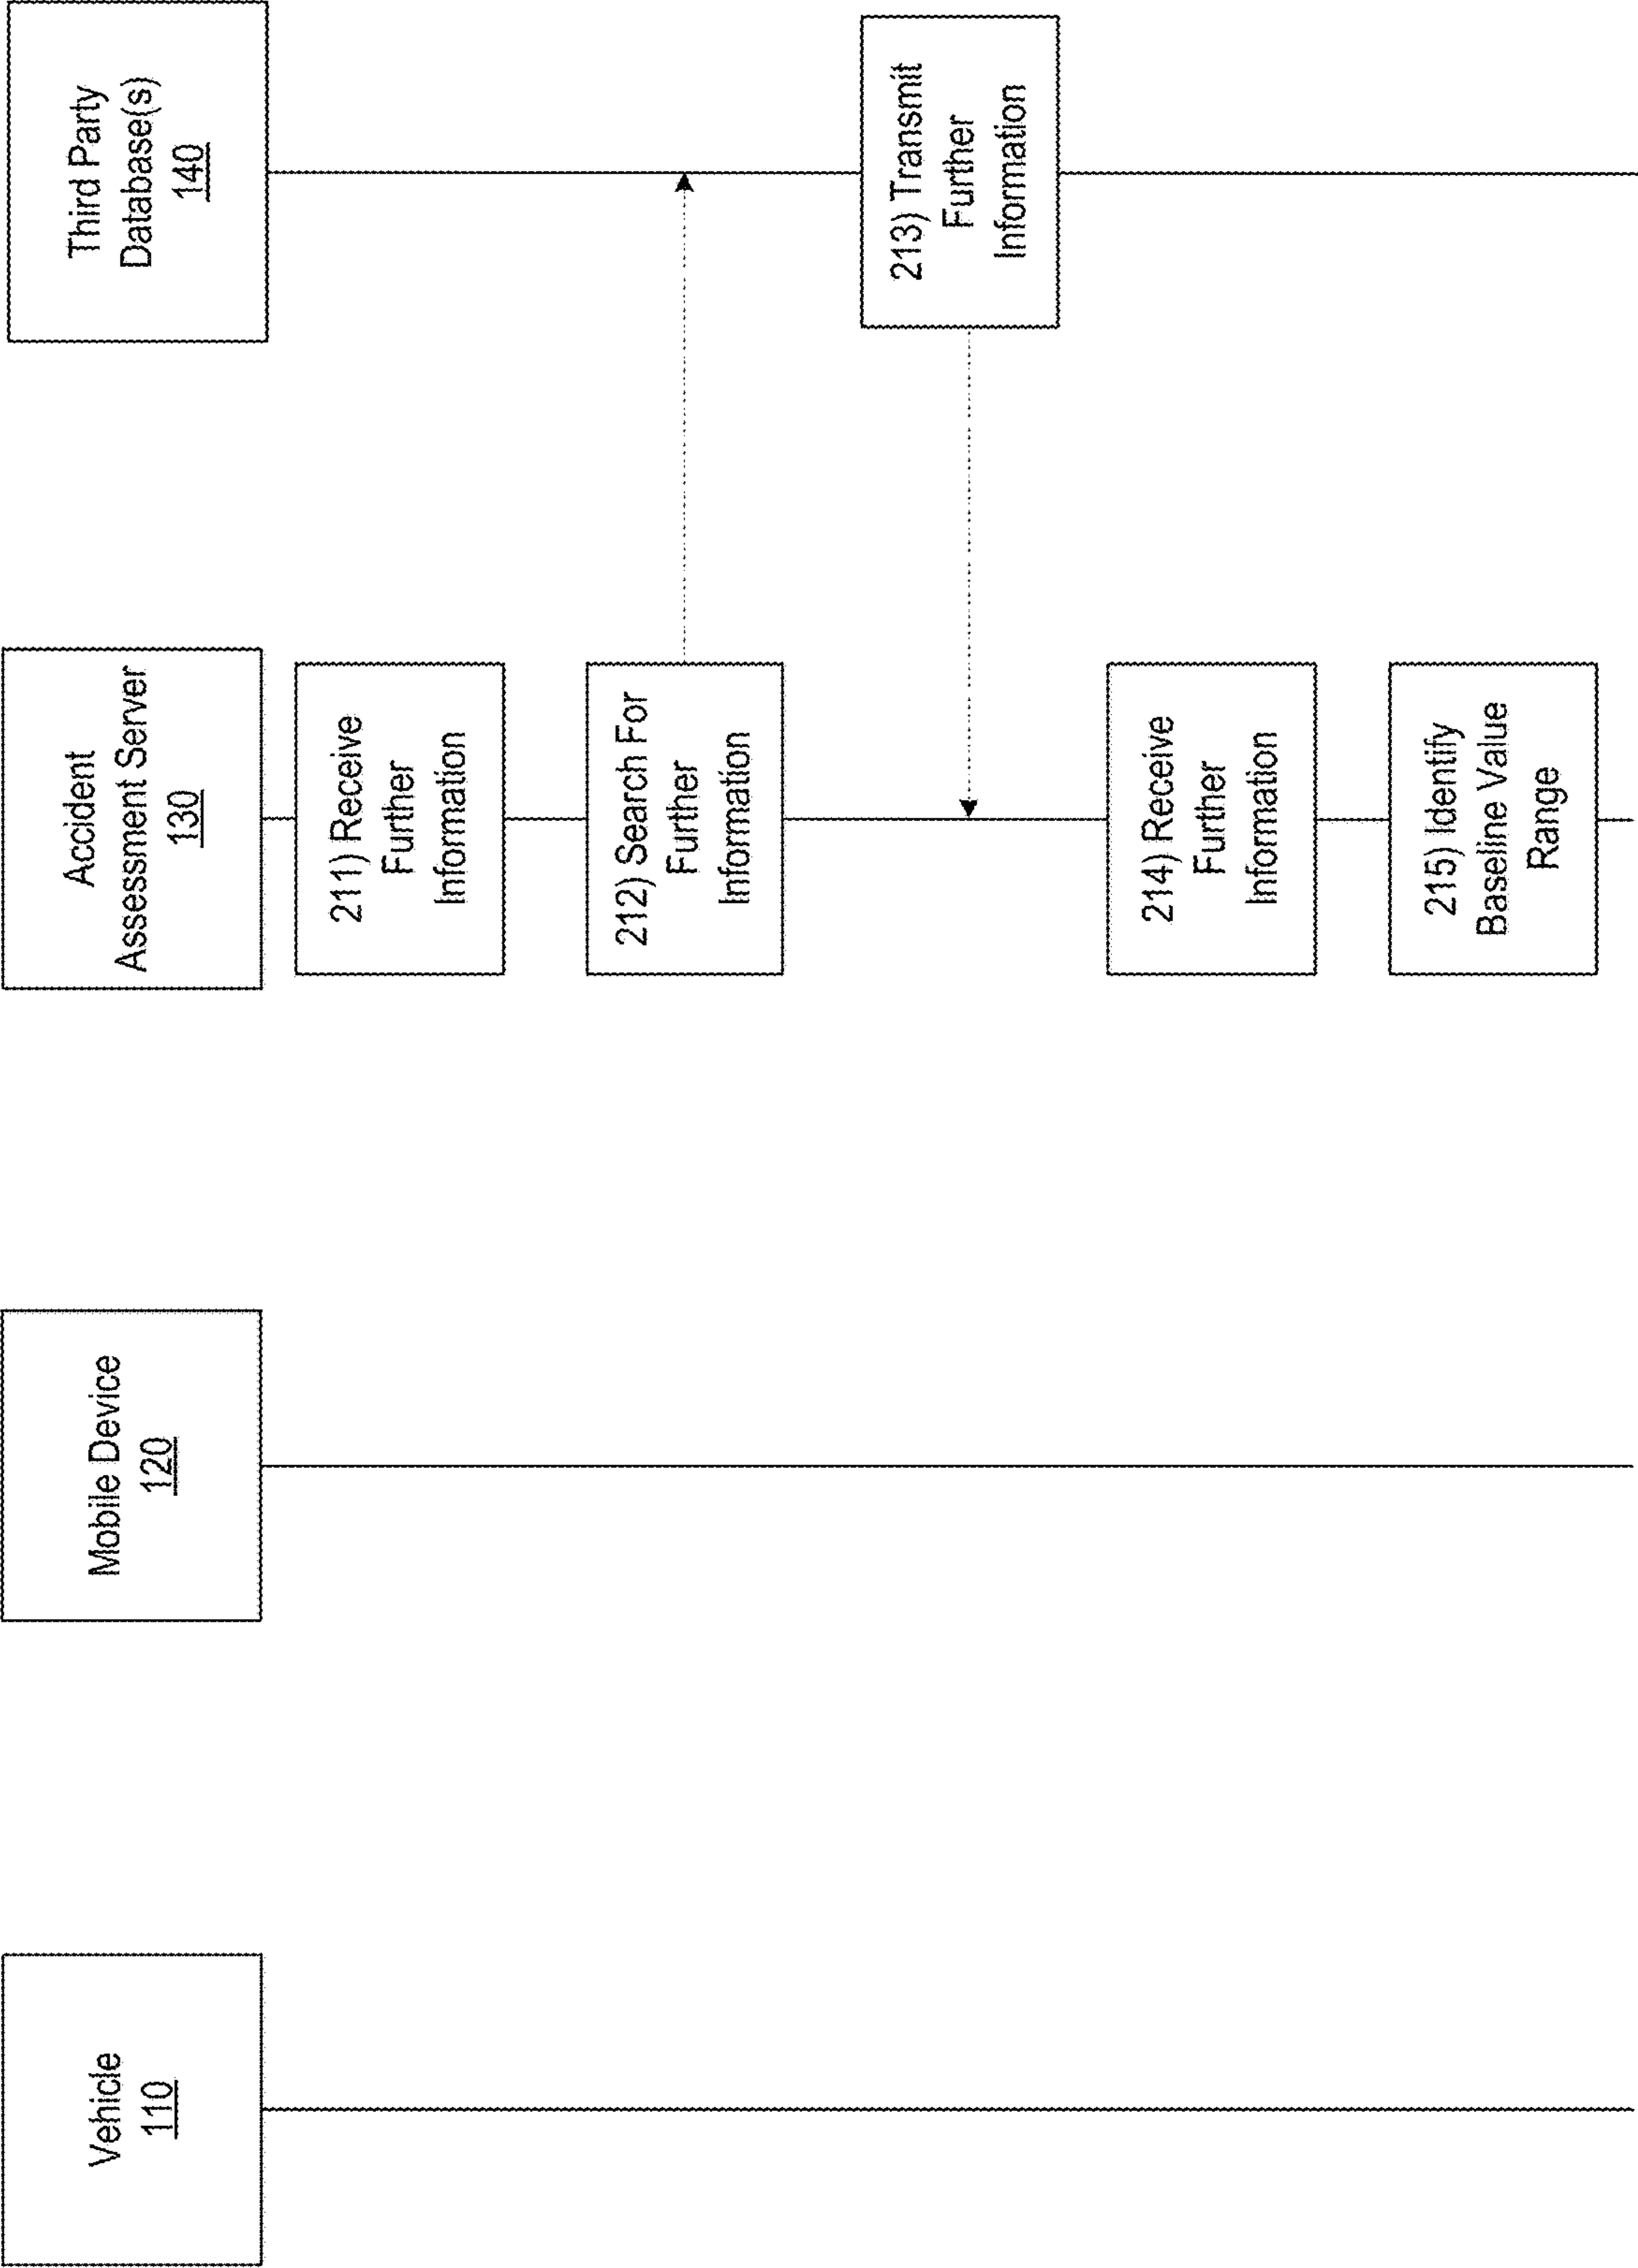 Vehicle
110
Mobile Device
120
Accident
Assessment Server
130
Third Party
Database(s)
140
211) Receive
Further
Information
212) Search For
Further
Information
213) Transmit
Further
Information
214) Receive
Further
Information
215) Identify
Baseline Value
Range